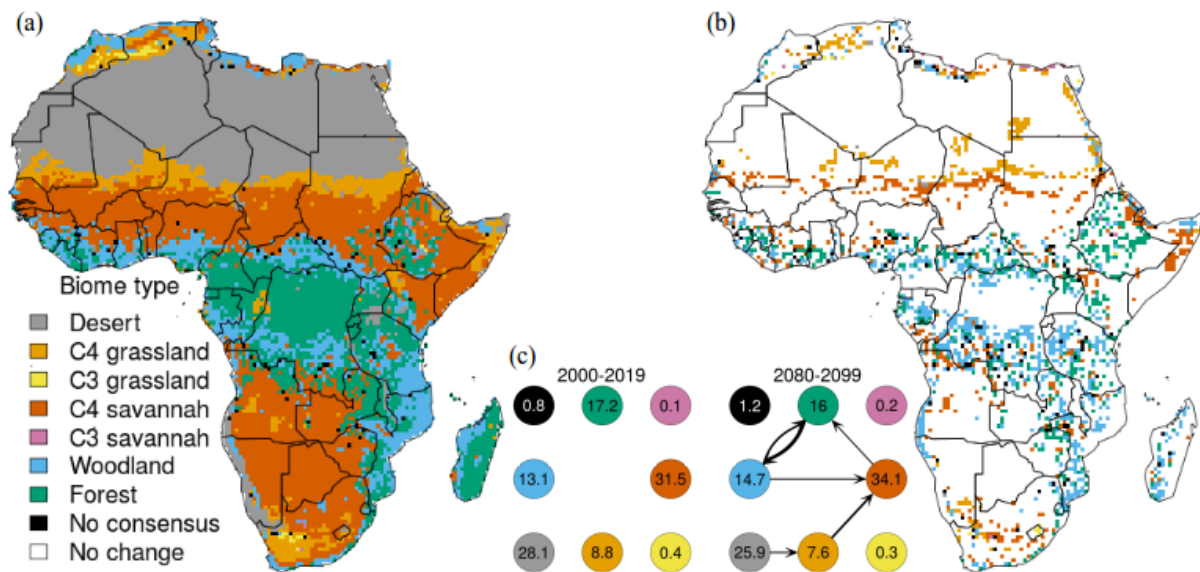 (a)
(b)
Biome type
Desert
C4 grassland
C3 grassland
C4 savannah
C3 savannah
Woodland
Forest
No consensus
No change
(c)
2000-2019
2080-2099
0.8 17.2 0.1
1.2 16 0.2
13.1 31.5
14.7 34.1
28.1 8.8 0.4
25.9 7.6 0.3